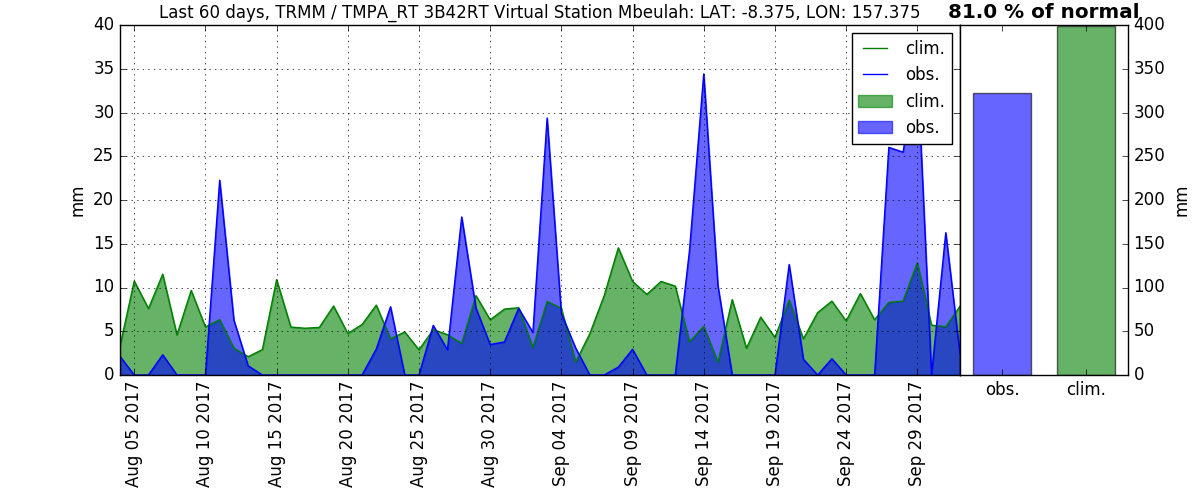 Last 60 days, TRMM / TMPA_RT 3B42RT Virtual Station Mbeulah: LAT: -8.375, LON: 157.375
81.0 % of normal
40
35
30
25
20
15
10
5
0
mm
clim.
obs.
clim.
obs.
400
350
300
250
200
150
100
50
0
mm
obs.
clim.
Aug 05 2017
Aug 10 2017
Aug 15 2017
Aug 20 2017
Aug 25 2017
Aug 30 2017
Sep 04 2017
Sep 09 2017
Sep 14 2017
Sep 19 2017
Sep 24 2017
Sep 29 2017